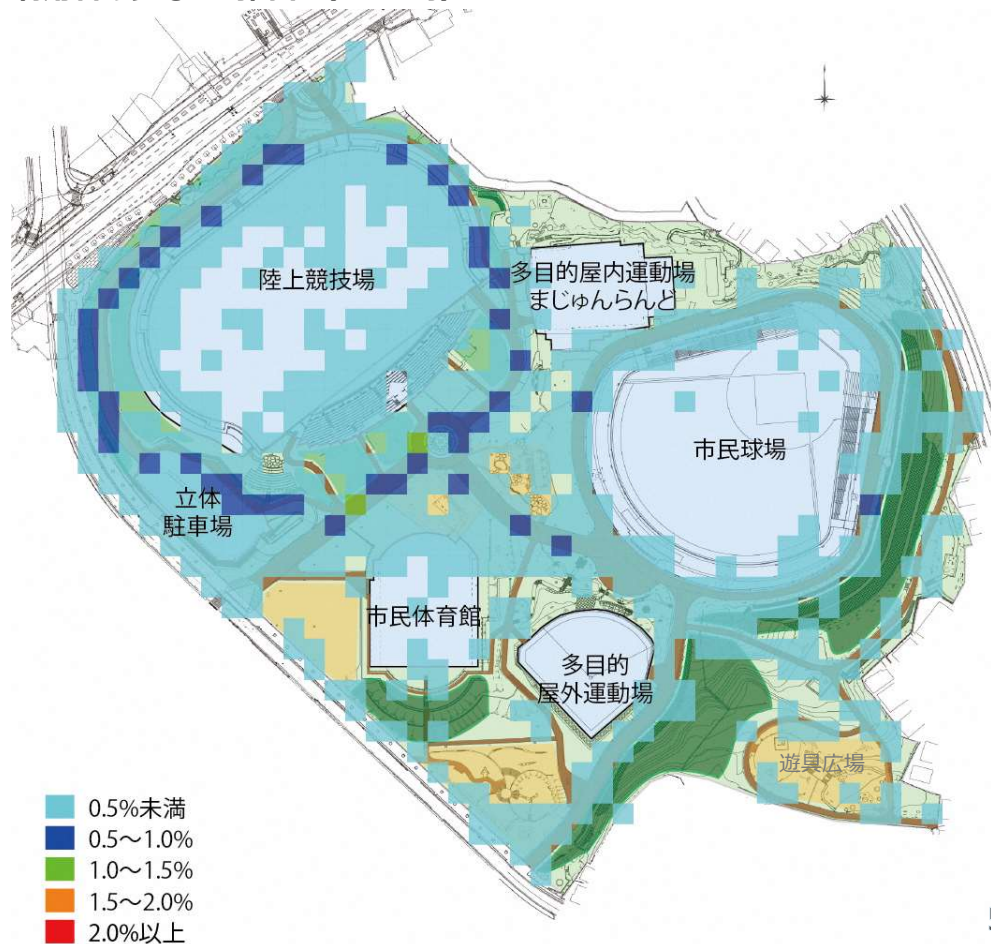 陸上競技場
多目的屋内運動場
まじゅんらんど
市民球場
立体
駐車場
市民体育館
多目的
屋外運動場
遊具広場
0.5%未満
0.5〜1.0%
1.0〜1.5%
1.5〜2.0%
2.0%以上